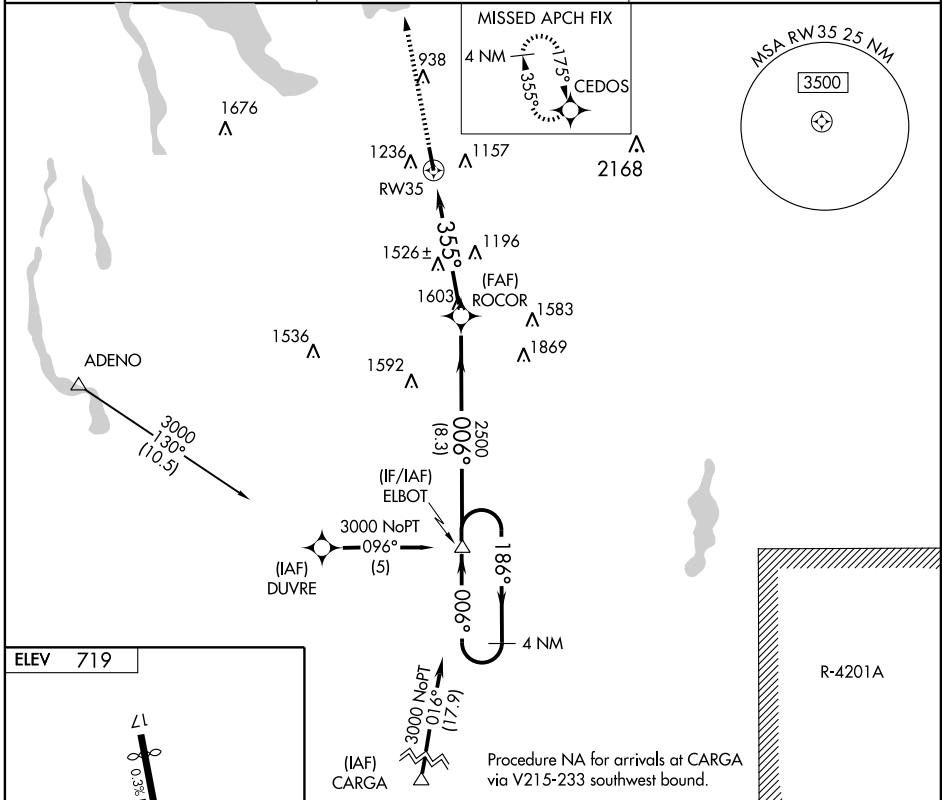 MISSED APCH FIX
4 NM
175°
355°
CEDOS
MSA RW35 25 NM
3500
938
1676
1236
1157
2168
RW35
355°
1526 ±
1196
(FAF)
ROCOR
1603
1583
1536
1869
1592
ADENO
3000
130°
(10.5)
2500
006°
(8.3)
(IF/IAF)
ELBOT
3000 NoPT
096°
(5)
(IAF)
DUVRE
186°
006°
4 NM
ELEV 719
R-4201A
17
0.3%
3000 NoPT
016°
(17.9)
(IAF)
CARGA
Procedure NA for arrivals at CARGA
via V215-233 southwest bound.